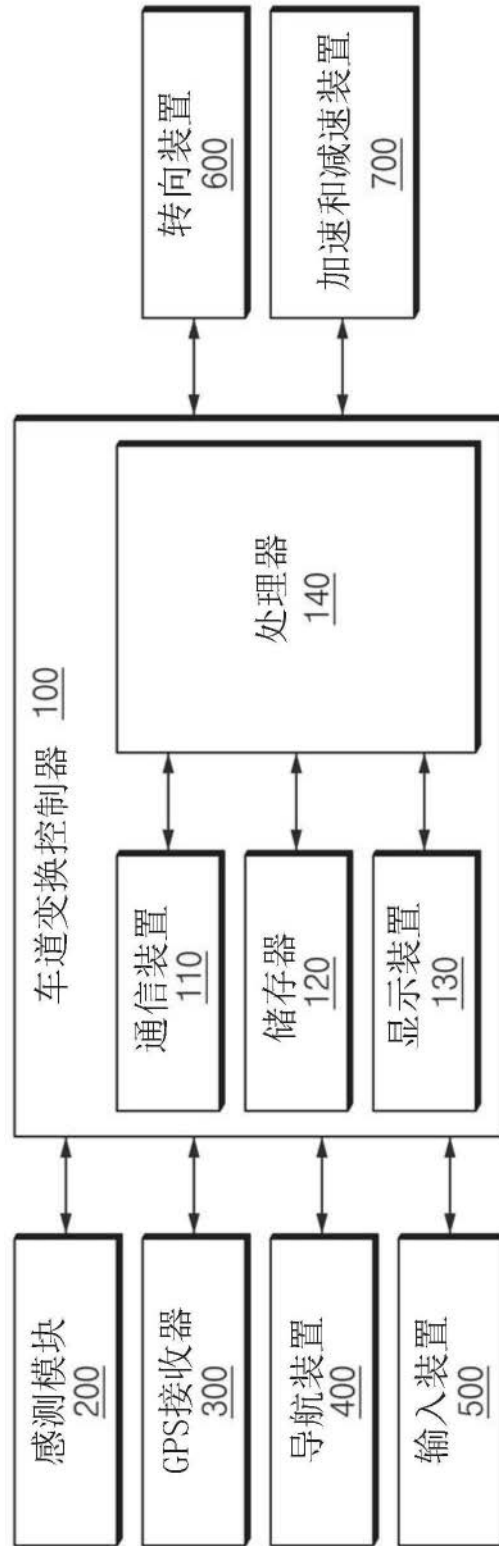 车道变换控制器 100
感测模块
200
GPS接收器
300
导航装置
400
输入装置
500
通信装置
110
储存器
120
显示装置
130
处理器
140
转向装置
600
加速和减速装置
700